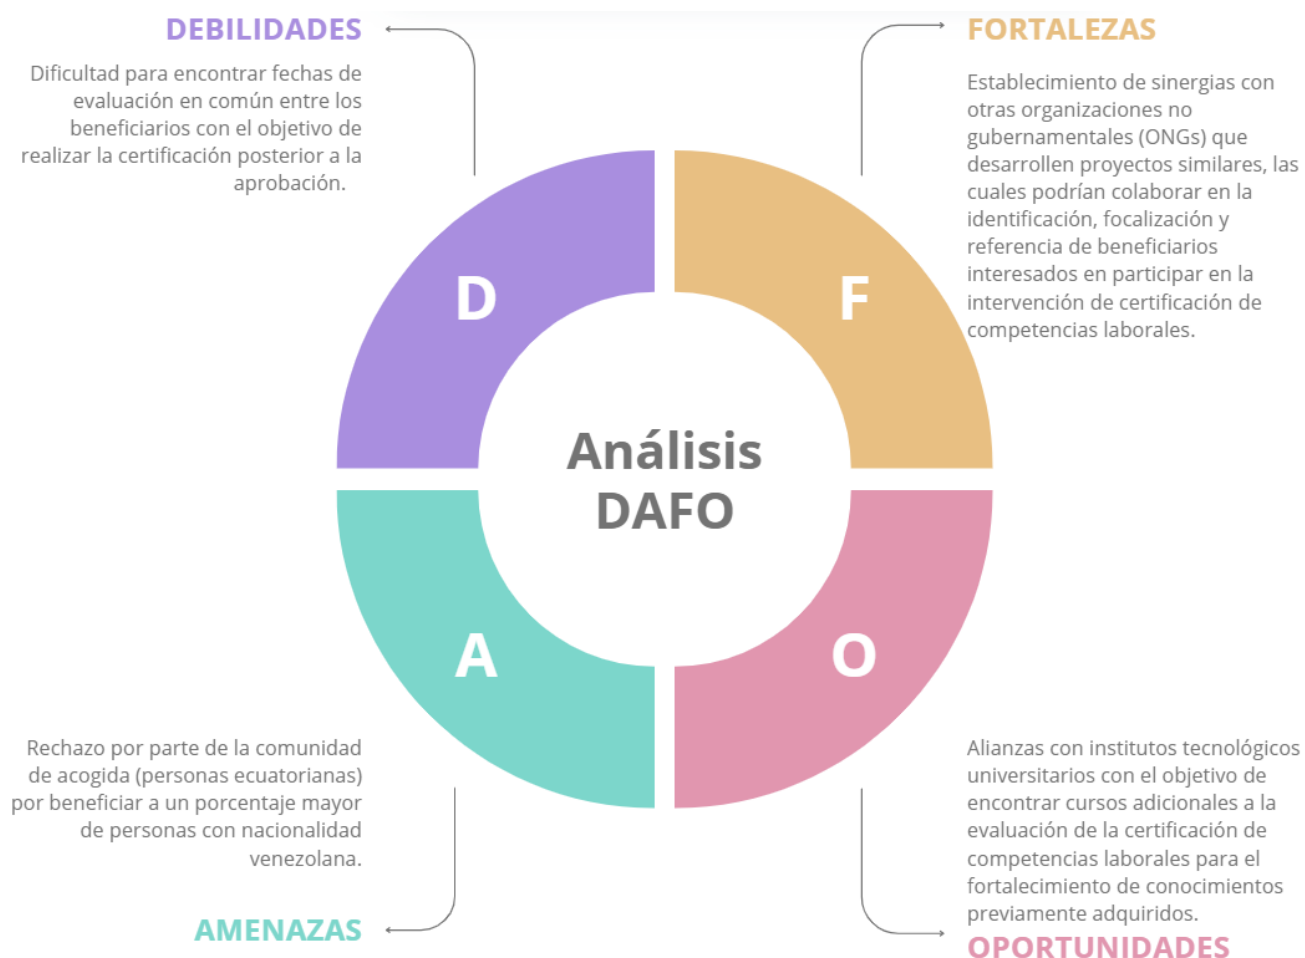 DEBILIDADES
Dificultad para encontrar fechas de
evaluación en común entre los
beneficiarios con el objetivo de
realizar la certificación posterior a la
aprobación.
FORTALEZAS
Establecimiento de sinergias con
otras organizaciones no
gubernamentales (ONGs) que
desarrollen proyectos similares, las
cuales podrían colaborar en la
identificación, focalización y
referencia de beneficiarios
interesados en participar en la
intervención de certificación de
competencias laborales.
D
F
Análisis
DAFO
A
O
Rechazo por parte de la comunidad
de acogida (personas ecuatorianas)
por beneficiar a un porcentaje mayor
de personas con nacionalidad
venezolana.
AMENAZAS
Alianzas con institutos tecnológicos
universitarios con el objetivo de
encontrar cursos adicionales a la
evaluación de la certificación de
competencias laborales para el
fortalecimiento de conocimientos
previamente adquiridos.
OPORTUNIDADES